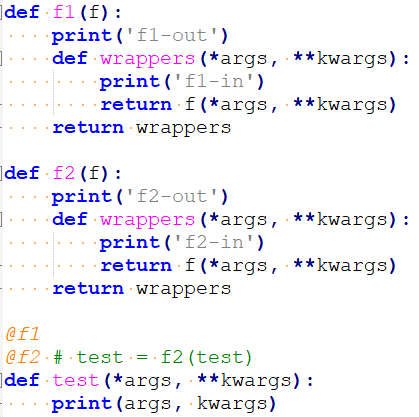 def f1(f):
    print('f1-out')
    def wrappers(*args, **kwargs):
        print('f1-in')
        return f(*args, **kwargs)
    return wrappers

def f2(f):
    print('f2-out')
    def wrappers(*args, **kwargs):
        print('f2-in')
        return f(*args, **kwargs)
    return wrappers

@f1
@f2 # test = f2(test)
def test(*args, **kwargs):
    print(args, kwargs)